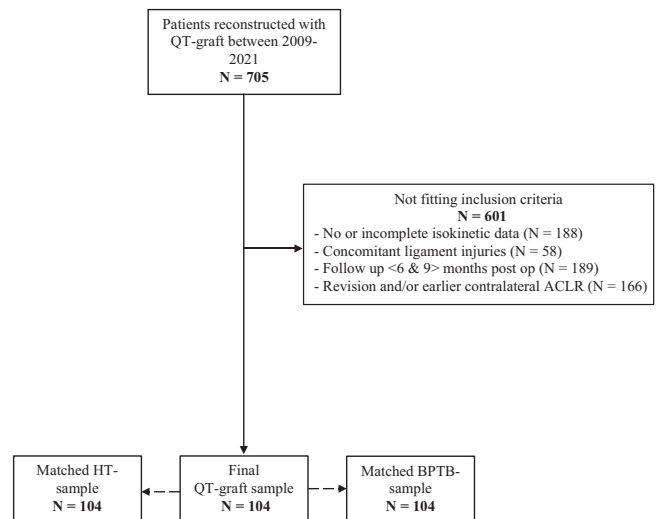 Patients reconstructed with
QT-graft between 2009-
2021
N = 705
Not fitting inclusion criteria
N = 601
- No or incomplete isokinetic data (N = 188)
- Concomitant ligament injuries (N = 58)
- Follow up <6 & 9> months post op (N = 189)
- Revision and/or earlier contralateral ACLR (N = 166)
Matched HT-
sample
N = 104
Final
QT-graft sample
N = 104
Matched BPTB-
sample
N = 104